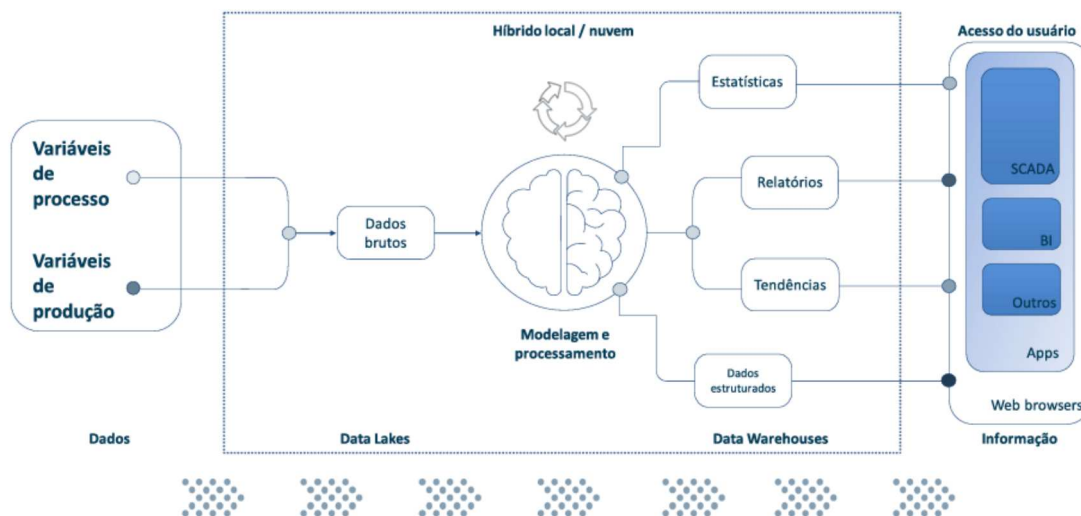 Híbrido local / nuvem
Acesso do usuário
Variáveis
de
processo
Variáveis
de
produção
Dados
brutos
Modelagem e
processamento
Estatísticas
Relatórios
Tendências
Dados
estruturados
SCADA
BI
Outros
Apps
Web browsers
Dados
Data Lakes
Data Warehouses
Informação